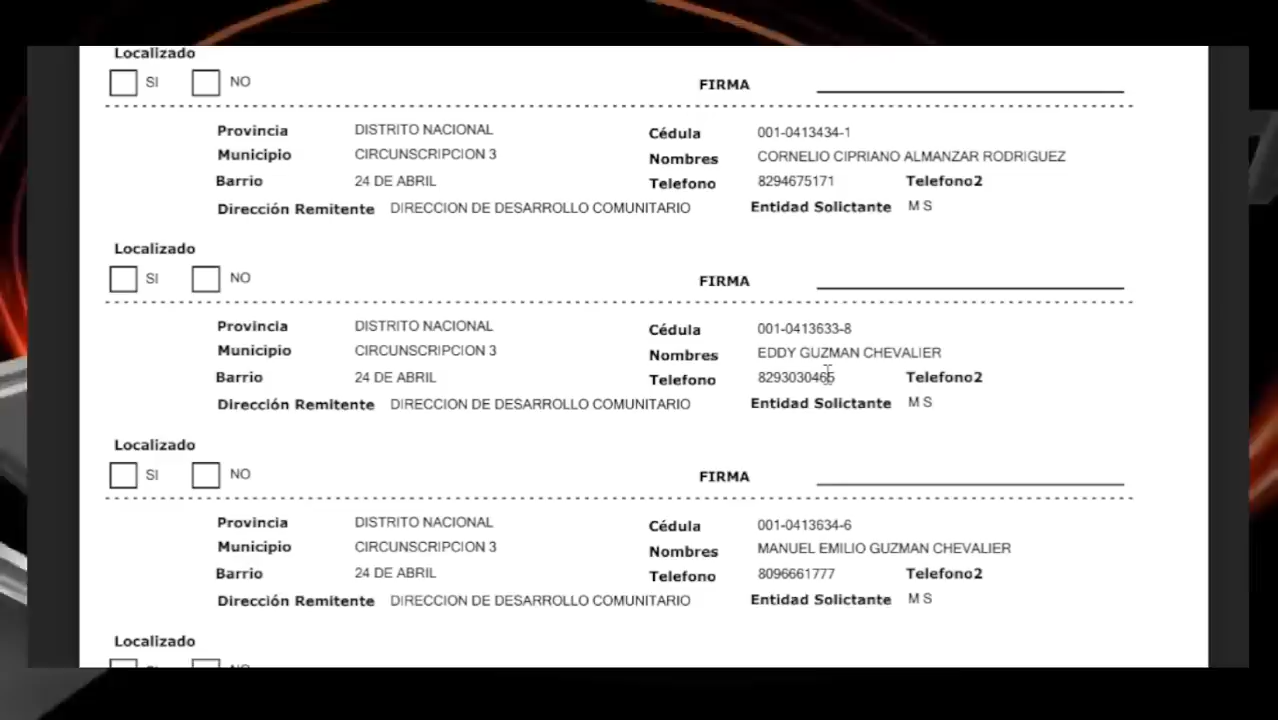 Localizado
SI NO FIRMA
Provincia DISTRITO NACIONAL Cédula 001-0413434-1
Municipio CIRCUNSCRIPCION 3 Nombres CORNELIO CIPRIANO ALMANZAR RODRIGUEZ
Barrio 24 DE ABRIL Telefono 8294675171 Telefono2
Dirección Remitente DIRECCION DE DESARROLLO COMUNITARIO Entidad Solictante M S
Localizado
SI NO FIRMA
Provincia DISTRITO NACIONAL Cédula 001-0413633-8
Municipio CIRCUNSCRIPCION 3 Nombres EDDY GUZMAN CHEVALIER
Barrio 24 DE ABRIL Telefono 8293030465 Telefono2
Dirección Remitente DIRECCION DE DESARROLLO COMUNITARIO Entidad Solictante M S
Localizado
SI NO FIRMA
Provincia DISTRITO NACIONAL Cédula 001-0413634-6
Municipio CIRCUNSCRIPCION 3 Nombres MANUEL EMILIO GUZMAN CHEVALIER
Barrio 24 DE ABRIL Telefono 8096661777 Telefono2
Dirección Remitente DIRECCION DE DESARROLLO COMUNITARIO Entidad Solictante M S
Localizado